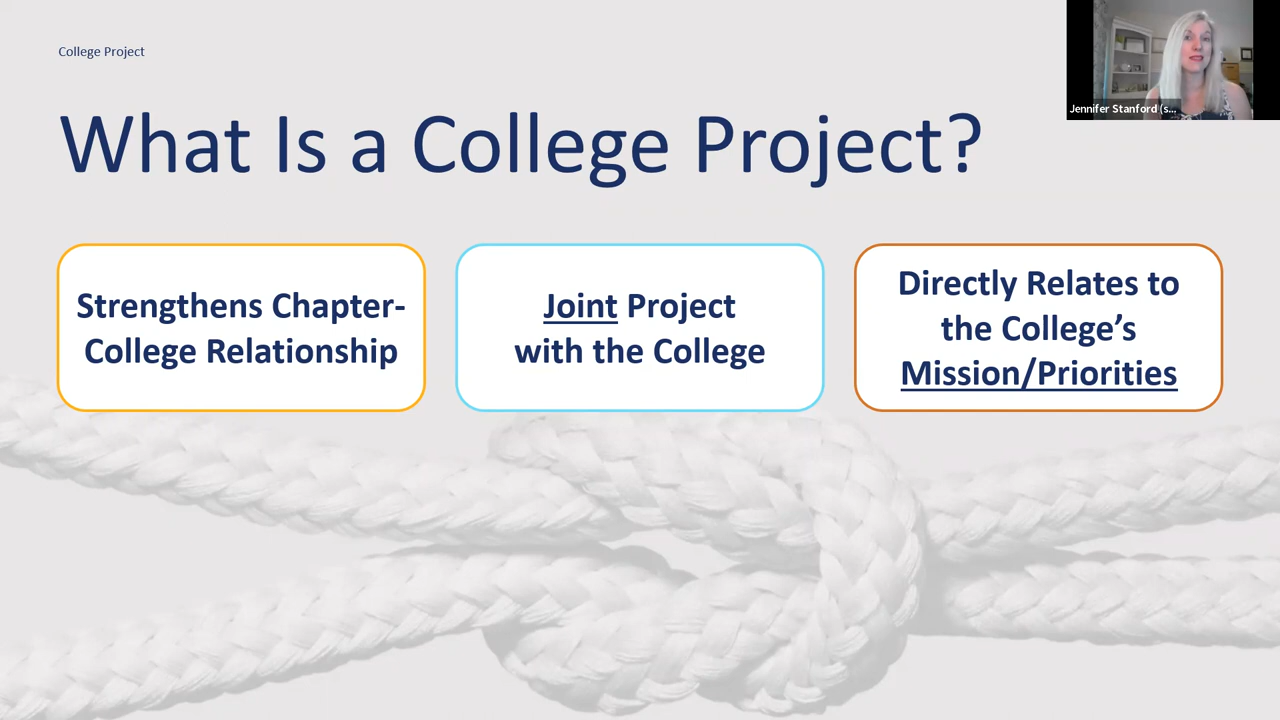 College Project
Jennifer Stanford (s...
What Is a College Project?
Strengthens Chapter-
College Relationship
Joint Project
with the College
Directly Relates to
the College’s
Mission/Priorities